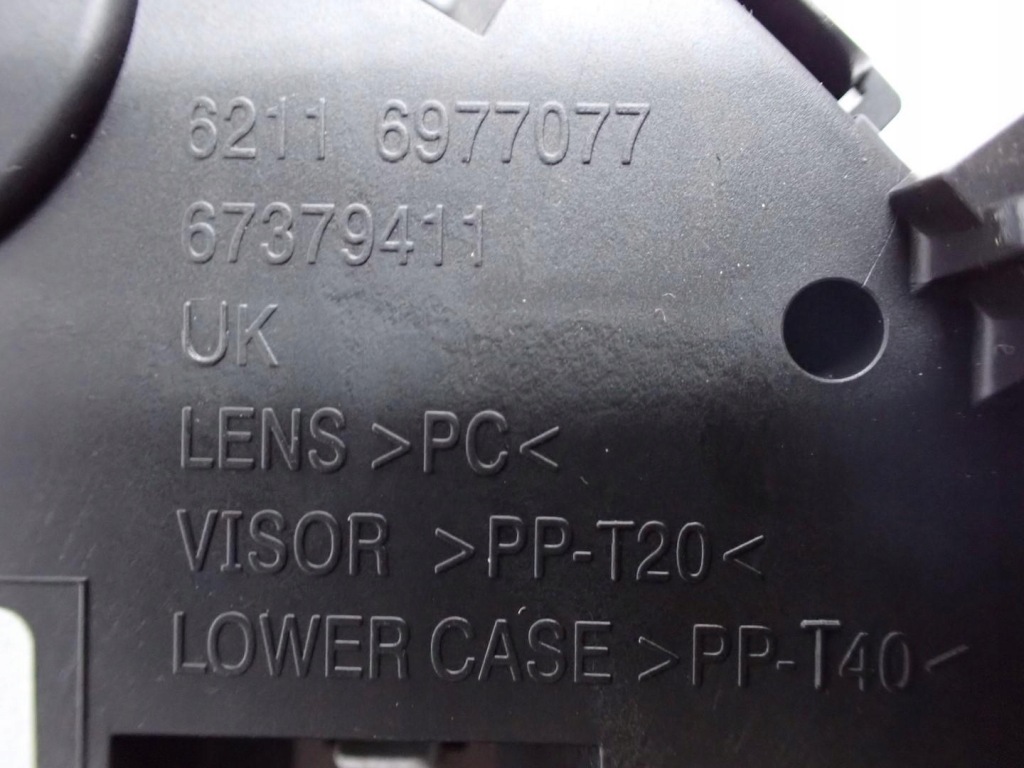 6211 6977077
67379411
UK
LENS >PC<
VISOR >PP-T20<
LOWER CASE >PP-T40<